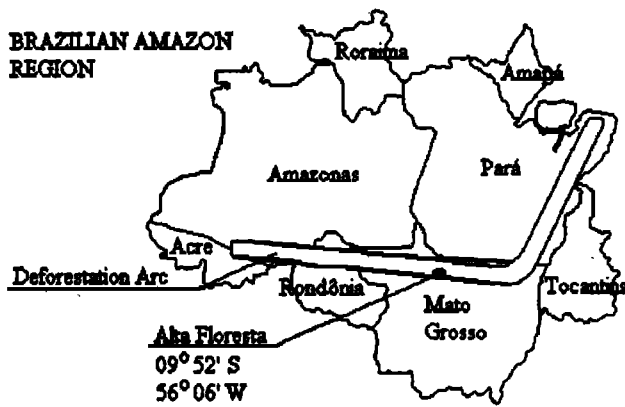 BRAZILIAN AMAZON
REGION
Roraima
Amapá
Amazonas
Pará
Acre
Deforestation Arc
Rondônia
Tocantins
Mato
Grosso
Alta Floresta
09° 52' S
56° 06' W